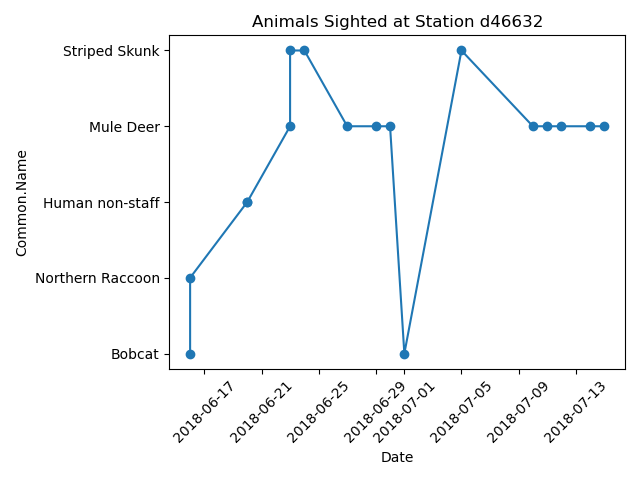 Animals Sighted at Station d46632
Common.Name
Striped Skunk
Mule Deer
Human non-staff
Northern Raccoon
Bobcat
2018-06-17
2018-06-21
2018-06-25
2018-06-29
2018-07-01
2018-07-05
2018-07-09
2018-07-13
Date